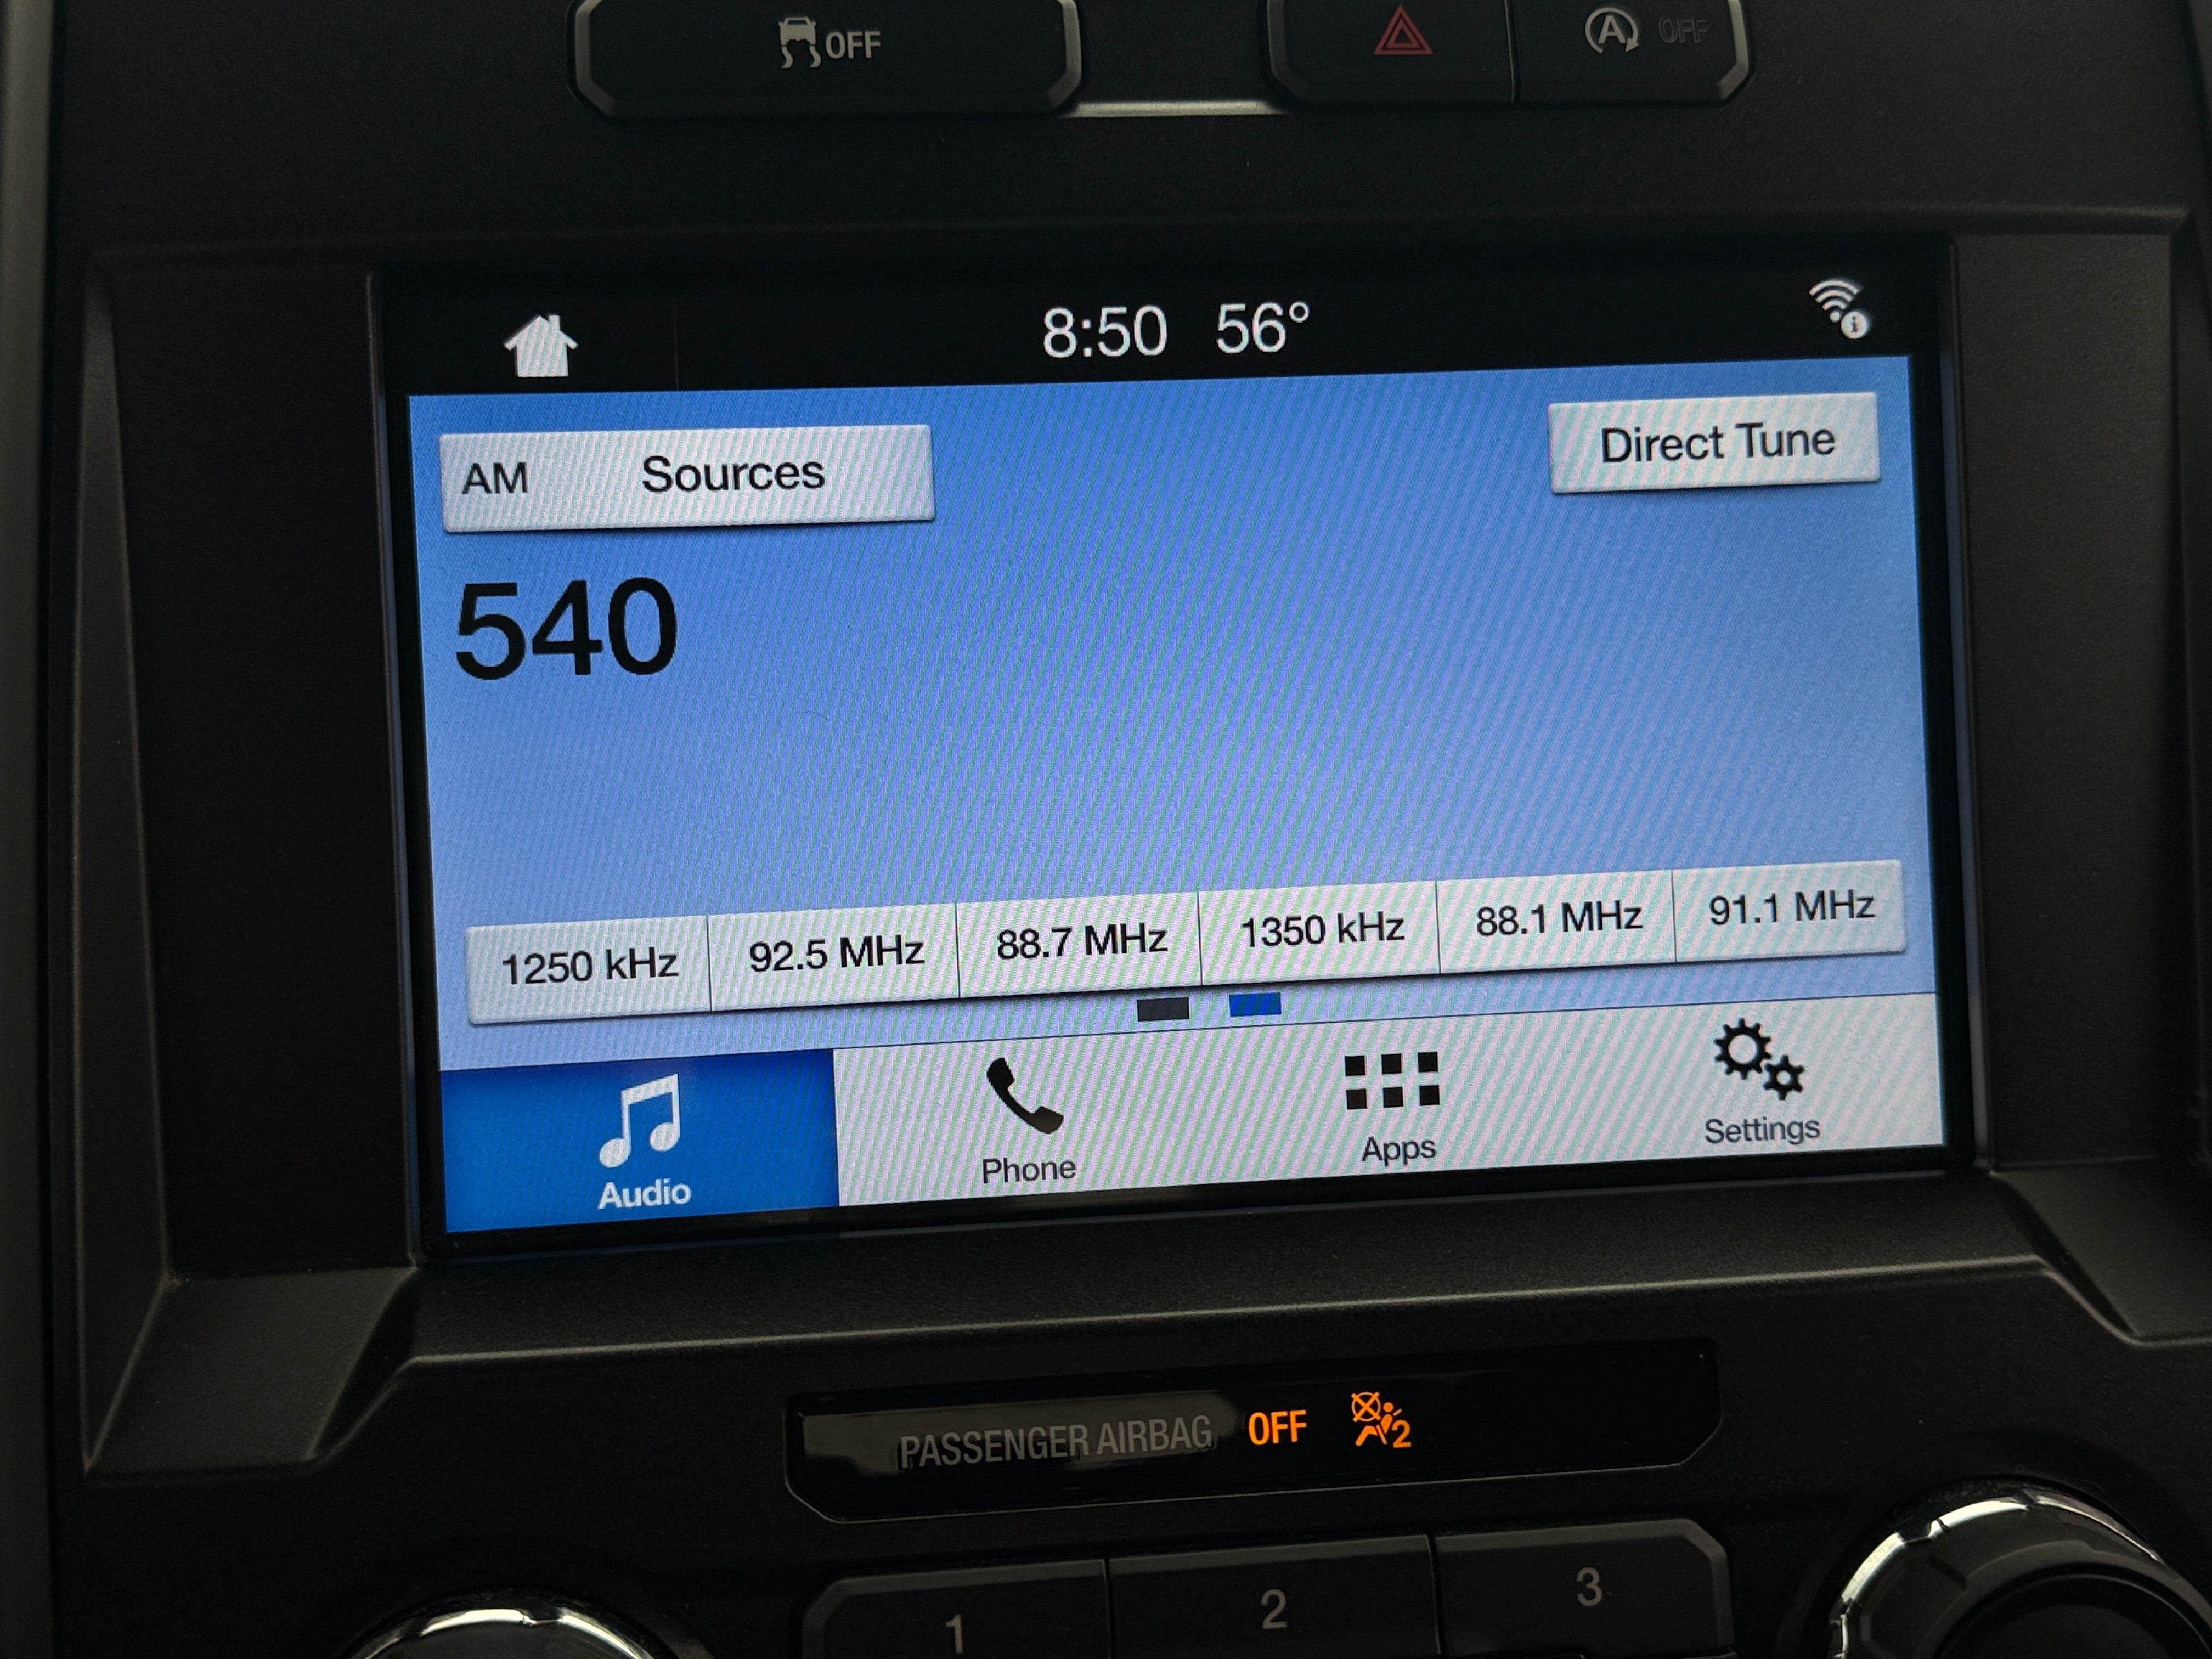 OFF
A OFF
8:50 56°
i
AM Sources
Direct Tune
540
1250 kHz 92.5 MHz 88.7 MHz 1350 kHz 88.1 MHz 91.1 MHz
Audio Phone Apps Settings
PASSENGER AIRBAG OFF 2
1 2 3